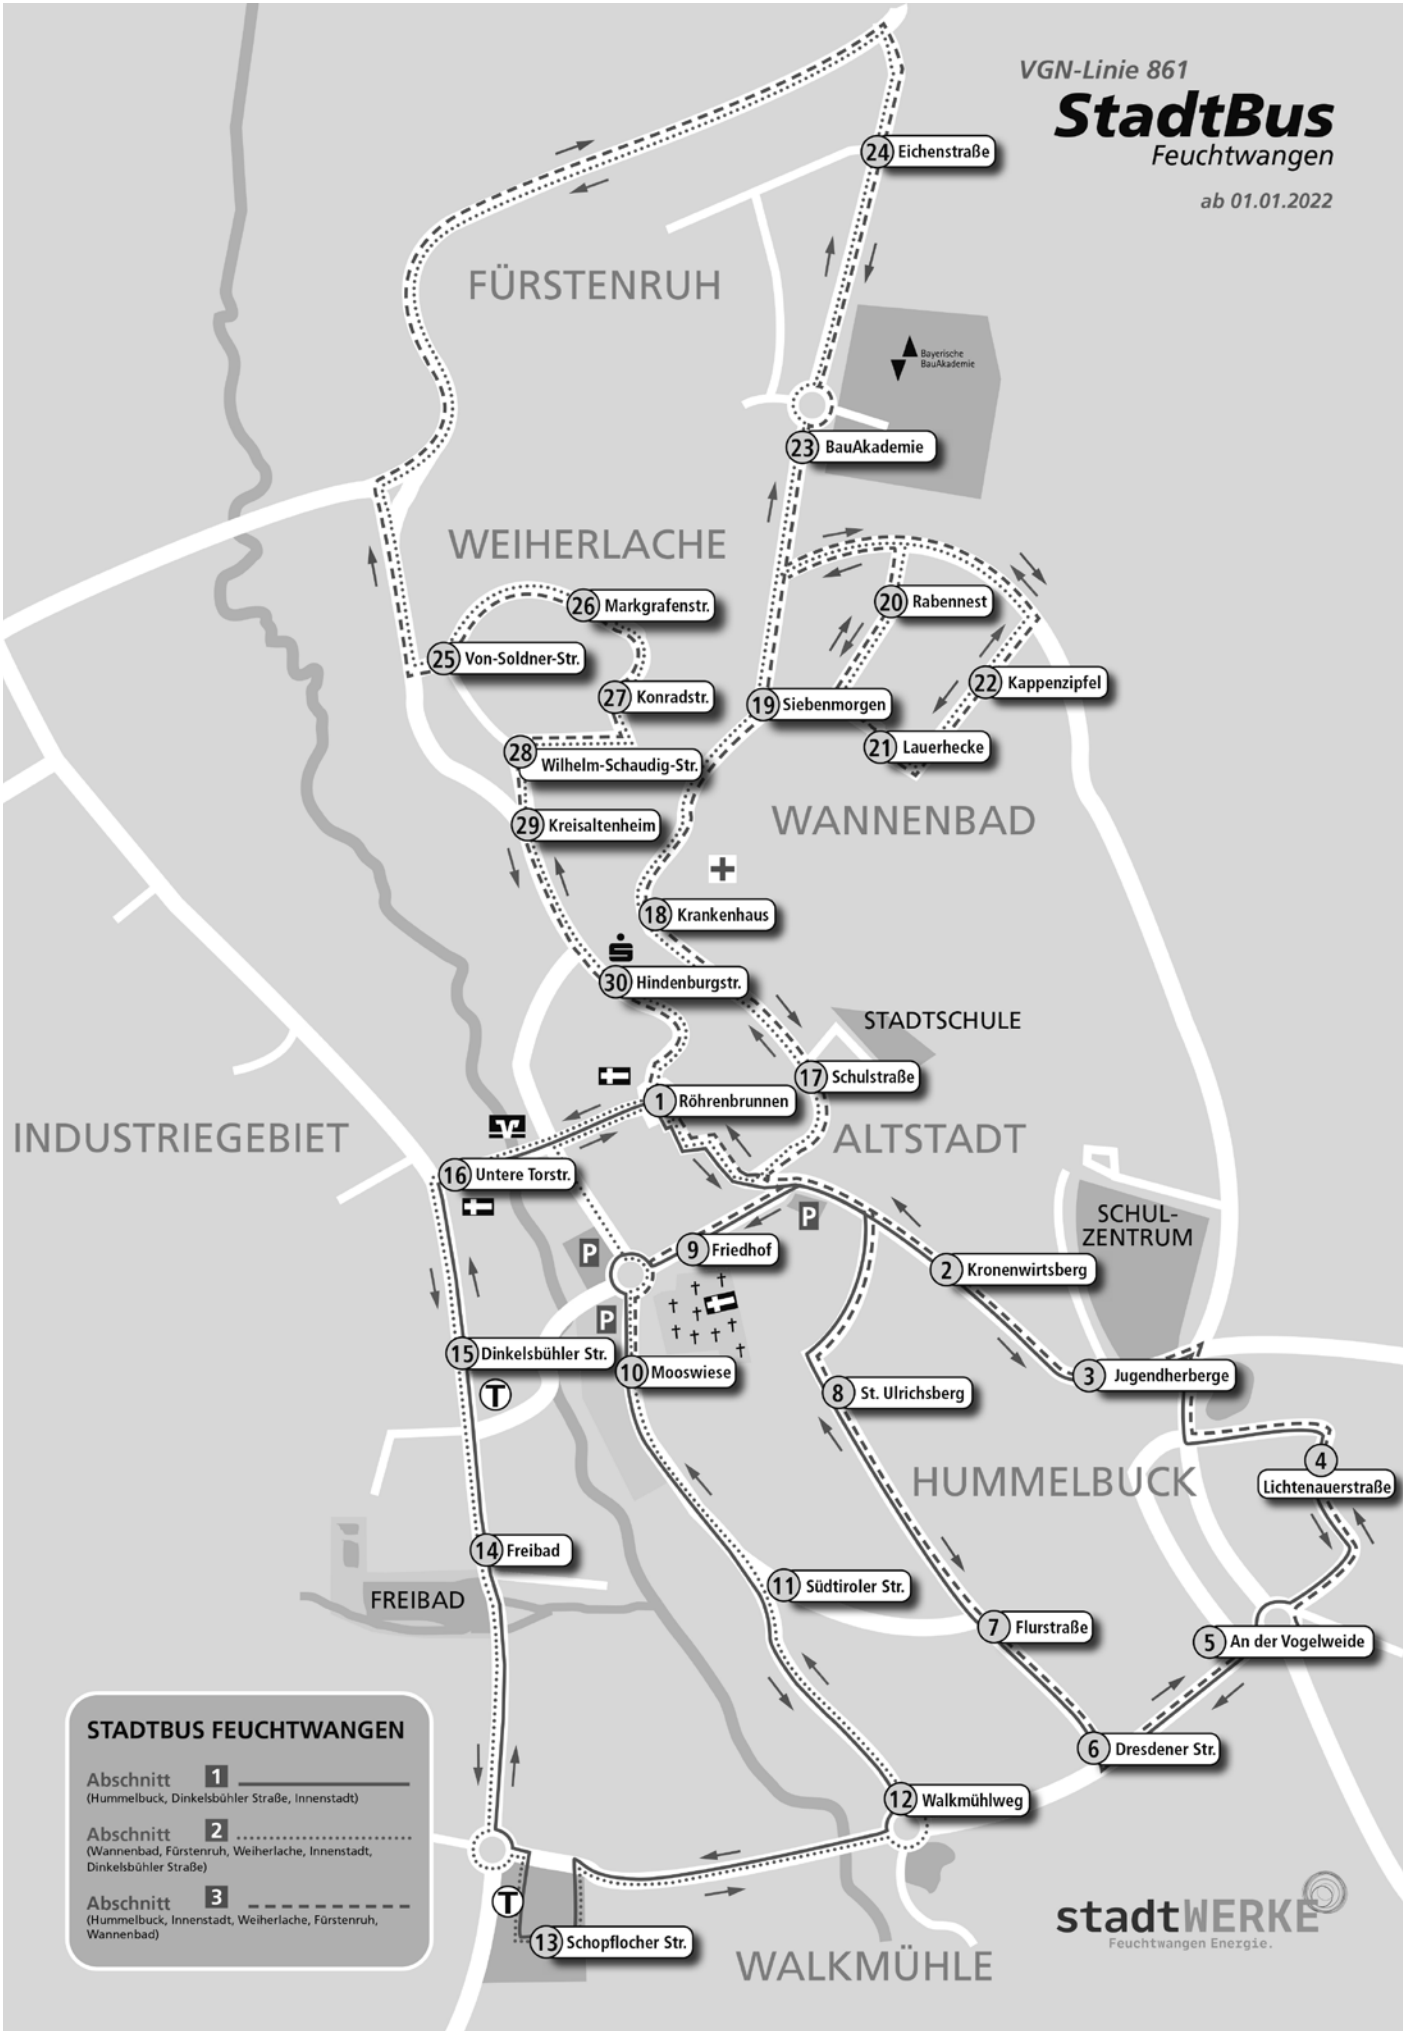 VGN-Linie 861
StadtBus
Feuchtwangen
ab 01.01.2022
24 Eichenstraße
FÜRSTENRUH
Bayerische
BauAkademie
23 BauAkademie
WEIHERLACHE
26 Markgrafenstr.
20 Rabennest
25 Von-Soldner-Str.
27 Konradstr.
22 Kappenzipfel
19 Siebenmorgen
21 Lauerhecke
28 Wilhelm-Schaudig-Str.
WANNENBAD
29 Kreisaltenheim
18 Krankenhaus
30 Hindenburgstr.
STADTSCHULE
17 Schulstraße
1 Röhrenbrunnen
INDUSTRIEGEBIET
ALTSTADT
16 Untere Torstr.
SCHUL-
ZENTRUM
P
9 Friedhof
P
2 Kronenwirtsberg
P
15 Dinkelsbühler Str.
10 Mooswiese
3 Jugendherberge
T
8 St. Ulrichsberg
HUMMELBUCK
4
Lichtenauerstraße
14 Freibad
FREIBAD
11 Südtiroler Str.
7 Flurstraße
5 An der Vogelweide
6 Dresdener Str.
12 Walkmühlweg
T
13 Schopflocher Str.
WALKMÜHLE
STADTBUS FEUCHTWANGEN
Abschnitt 1
(Hummelbuck, Dinkelsbühler Straße, Innenstadt)
Abschnitt 2
(Wannenbad, Fürstenruh, Weiherlache, Innenstadt,
Dinkelsbühler Straße)
Abschnitt 3
(Hummelbuck, Innenstadt, Weiherlache, Fürstenruh,
Wannenbad)
stadtWERKE
Feuchtwangen Energie.